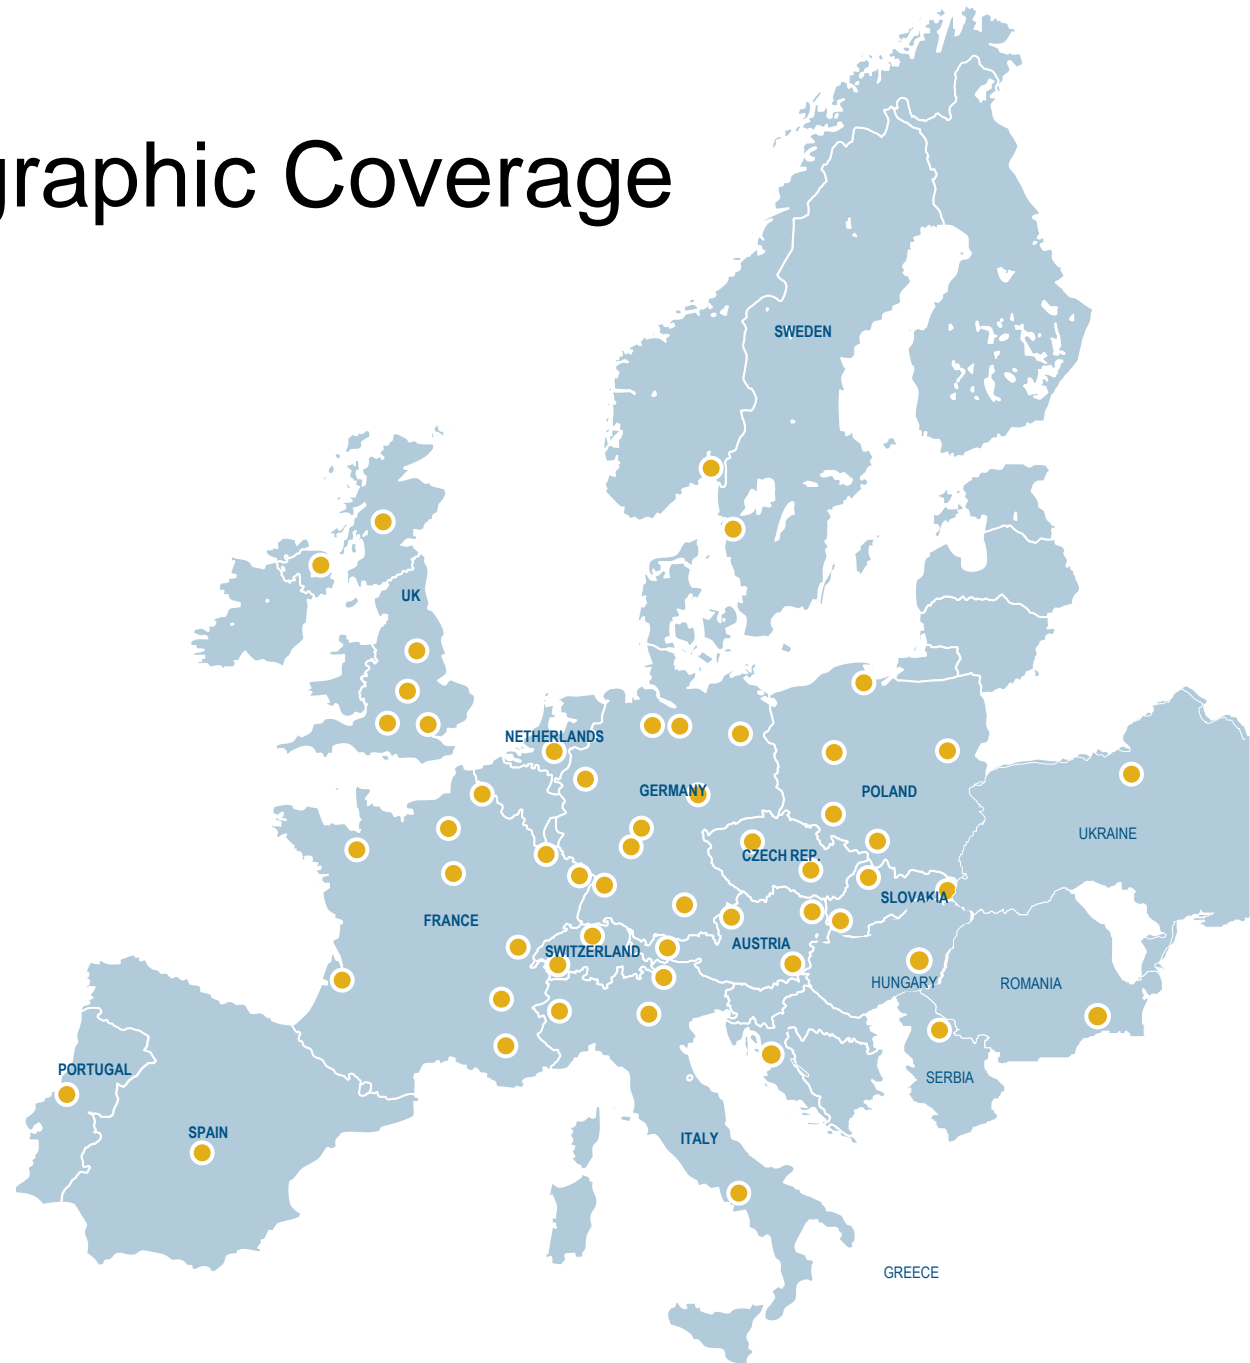 graphic Coverage
SWEDEN
UK
NETHERLANDS
GERMANY
POLAND
UKRAINE
CZECH REP.
SLOVAKIA
FRANCE
SWITZERLAND
AUSTRIA
HUNGARY
ROMANIA
PORTUGAL
SERBIA
SPAIN
ITALY
GREECE